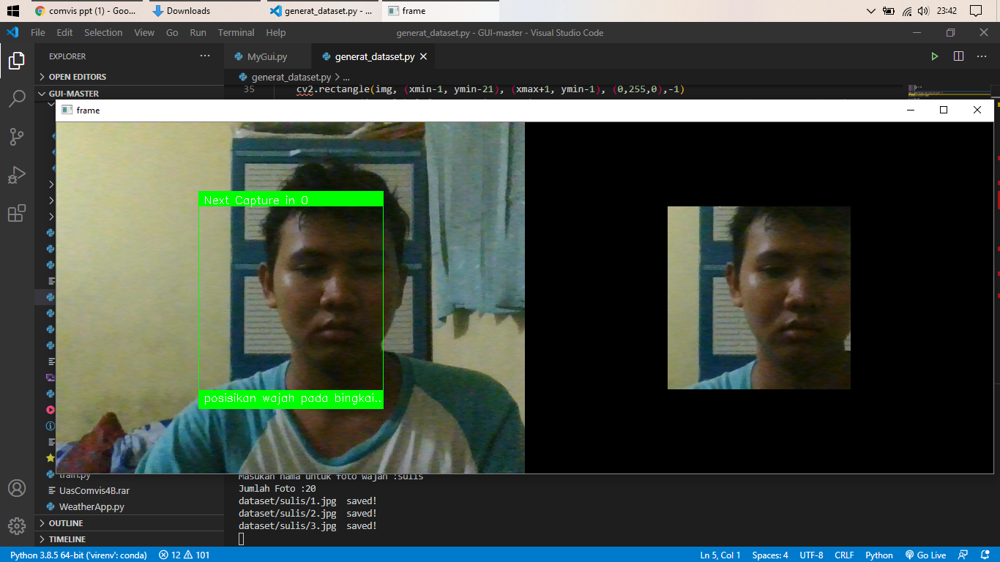 comvis ppt (1) - Goo...
Downloads
generat_dataset.py - ...
frame
23:42
File Edit Selection View Go Run Terminal Help
generat_dataset.py - GUI-master - Visual Studio Code
EXPLORER
MyGui.py
generat_dataset.py
OPEN EDITORS
generat_dataset.py > ...
GUI-MASTER
35 cv2.rectangle(img, (xmin-1, ymin-21), (xmax+1, ymin-1), (0,255,0),-1)
frame
Next Capture in 0
posisikan wajah pada bingkai..
train.py
UasComvis4B.rar
WeatherApp.py
OUTLINE
TIMELINE
Masukan nama untuk foto wajah :sulis
Jumlah Foto :20
dataset/sulis/1.jpg  saved!
dataset/sulis/2.jpg  saved!
dataset/sulis/3.jpg  saved!
Python 3.8.5 64-bit ('virenv': conda) 12 101 Ln 5, Col 1 Spaces: 4 UTF-8 CRLF Python Go Live